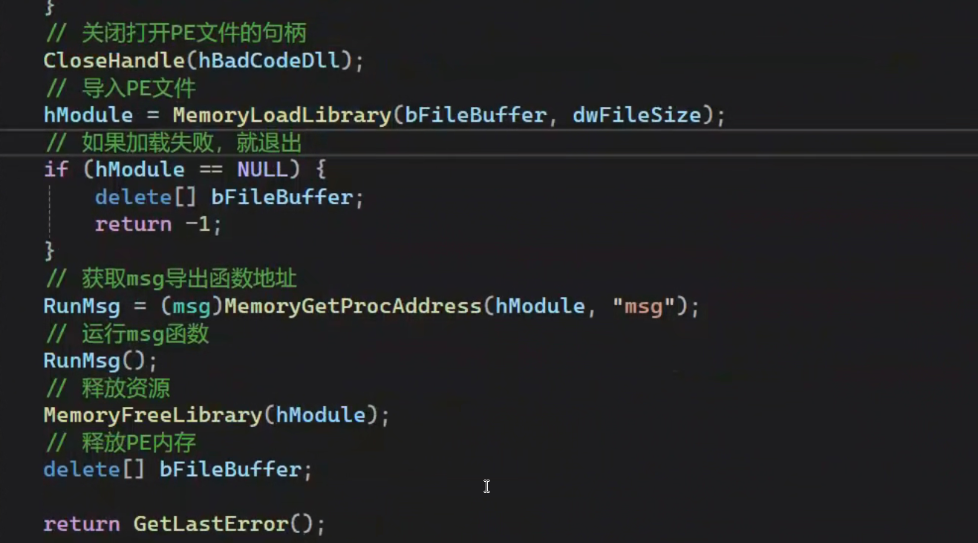 }
// 关闭打开PE文件的句柄
CloseHandle(hBadCodeDll);
// 导入PE文件
hModule = MemoryLoadLibrary(bFileBuffer, dwFileSize);
// 如果加载失败, 就退出
if (hModule == NULL) {
delete[] bFileBuffer;
return -1;
}
// 获取msg导出函数地址
RunMsg = (msg)MemoryGetProcAddress(hModule, "msg");
// 运行msg函数
RunMsg();
// 释放资源
MemoryFreeLibrary(hModule);
// 释放PE内存
delete[] bFileBuffer;
return GetLastError();